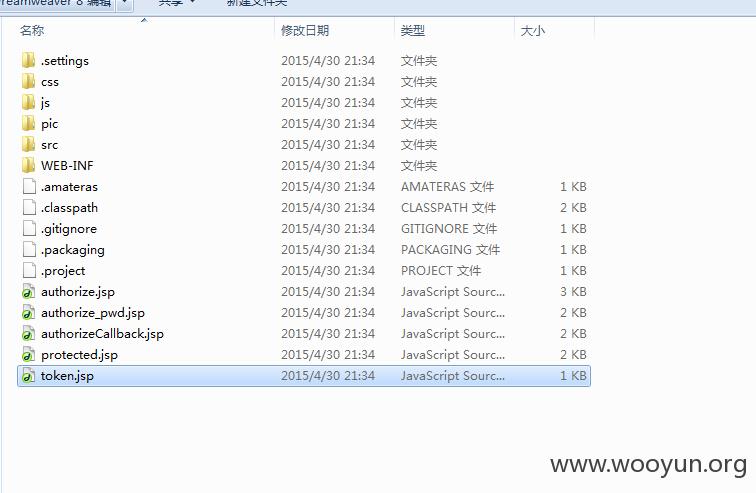 Dreamweaver 8 编辑 共享 新建文件夹
名称 修改日期 类型 大小
.settings 2015/4/30 21:34 文件夹
css 2015/4/30 21:34 文件夹
js 2015/4/30 21:34 文件夹
pic 2015/4/30 21:34 文件夹
src 2015/4/30 21:34 文件夹
WEB-INF 2015/4/30 21:34 文件夹
.amateras 2015/4/30 21:34 AMATERAS 文件 1 KB
.classpath 2015/4/30 21:34 CLASSPATH 文件 2 KB
.gitignore 2015/4/30 21:34 GITIGNORE 文件 1 KB
.packaging 2015/4/30 21:34 PACKAGING 文件 1 KB
.project 2015/4/30 21:34 PROJECT 文件 1 KB
authorize.jsp 2015/4/30 21:34 JavaScript Sourc... 3 KB
authorize_pwd.jsp 2015/4/30 21:34 JavaScript Sourc... 2 KB
authorizeCallback.jsp 2015/4/30 21:34 JavaScript Sourc... 2 KB
protected.jsp 2015/4/30 21:34 JavaScript Sourc... 2 KB
token.jsp 2015/4/30 21:34 JavaScript Sourc... 1 KB
www.wooyun.org